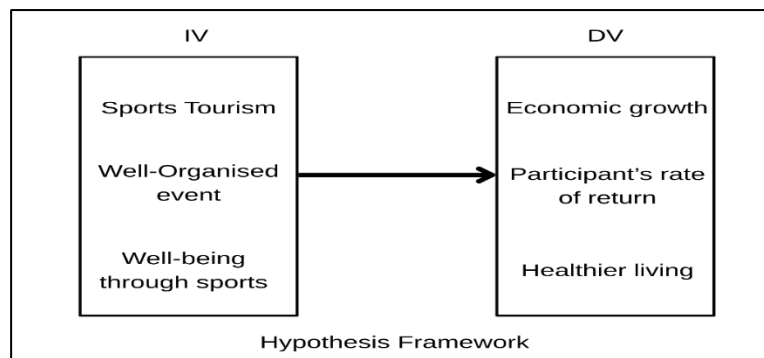 IV
Sports Tourism
Well-Organised
event
Well-being
through sports
DV
Economic growth
Participant's rate
of return
Healthier living
Hypothesis Framework